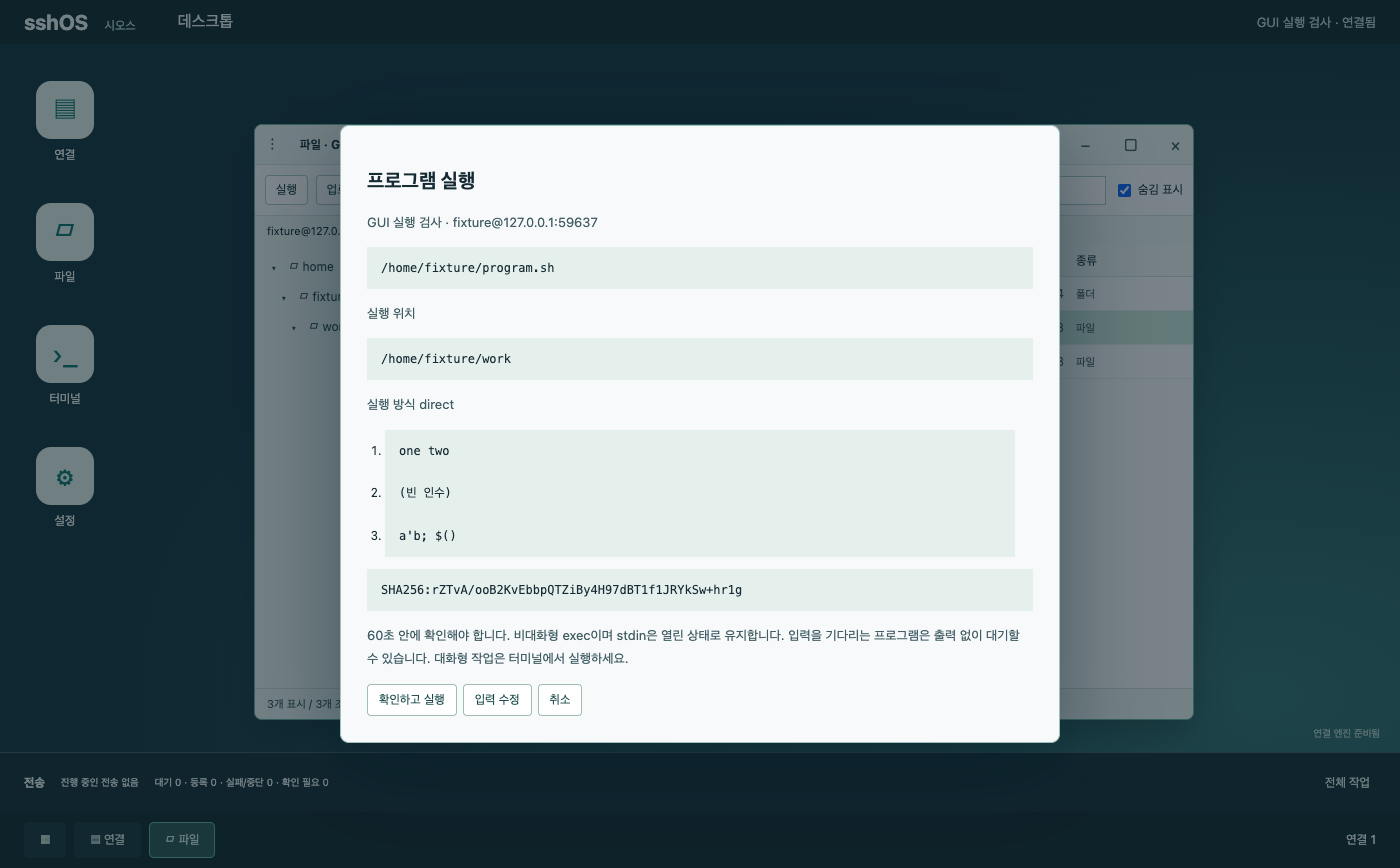 sshOS 시오스 데스크톱 GUI 실행 검사 · 연결됨
연결
파일
터미널
설정
파일 · G
실행
숨김 표시
fixture@127.0.
home
종류
폴더
파일
파일
프로그램 실행
GUI 실행 검사 · fixture@127.0.0.1:59637
/home/fixture/program.sh
실행 위치
/home/fixture/work
실행 방식 direct
1. one two
2. (빈 인수)
3. a'b; $()
SHA256:rZTvA/ooB2KvEbbpQTZiBy4H97dBT1f1JRYkSw+hr1g
60초 안에 확인해야 합니다. 비대화형 exec이며 stdin은 열린 상태로 유지합니다. 입력을 기다리는 프로그램은 출력 없이 대기할
수 있습니다. 대화형 작업은 터미널에서 실행하세요.
확인하고 실행 입력 수정 취소
3개 표시 / 3개
연결 엔진 준비됨
전송 진행 중인 전송 없음 대기 0 · 등록 0 · 실패/중단 0 · 확인 필요 0 전체 작업
연결 파일 연결 1